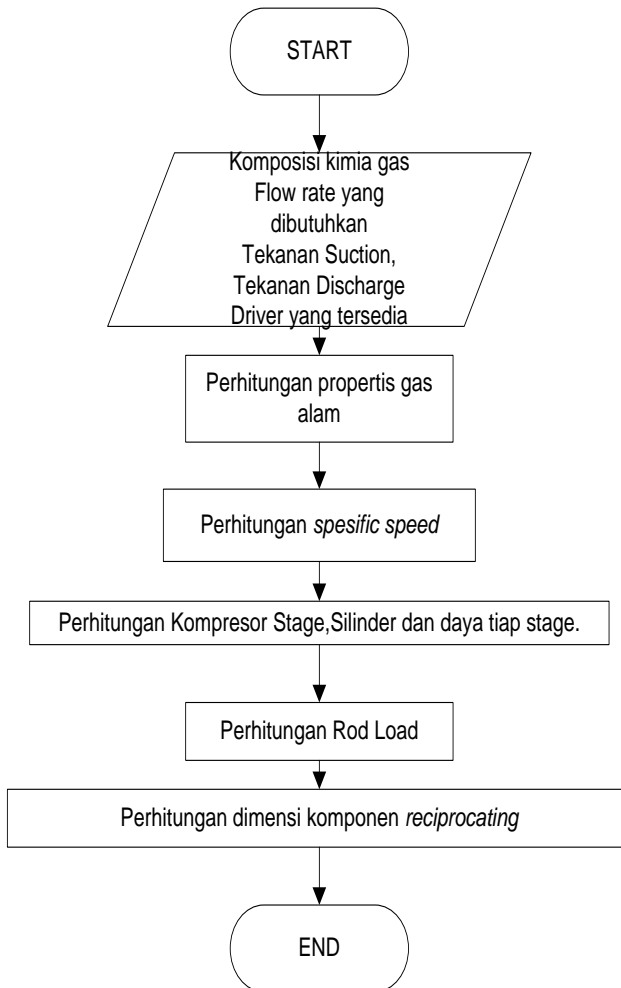 START
Komposisi kimia gas
Flow rate yang
dibutuhkan
Tekanan Suction,
Tekanan Discharge
Driver yang tersedia
Perhitungan propertis gas
alam
Perhitungan spesific speed
Perhitungan Kompresor Stage,Silinder dan daya tiap stage.
Perhitungan Rod Load
Perhitungan dimensi komponen reciprocating
END